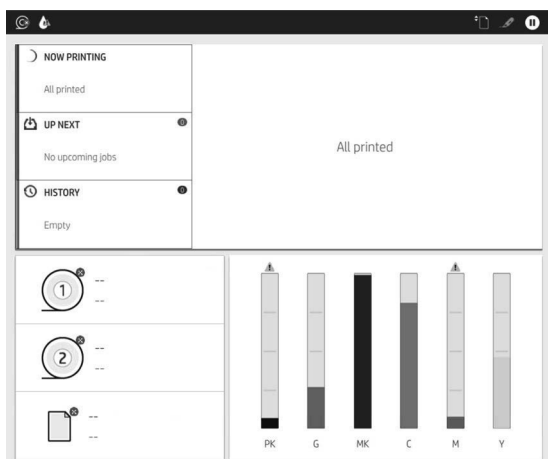 NOW PRINTING
All printed
UP NEXT
0
No upcoming jobs
HISTORY
0
Empty
All printed
1
--
--
2
--
--
--
--
PK G MK C M Y